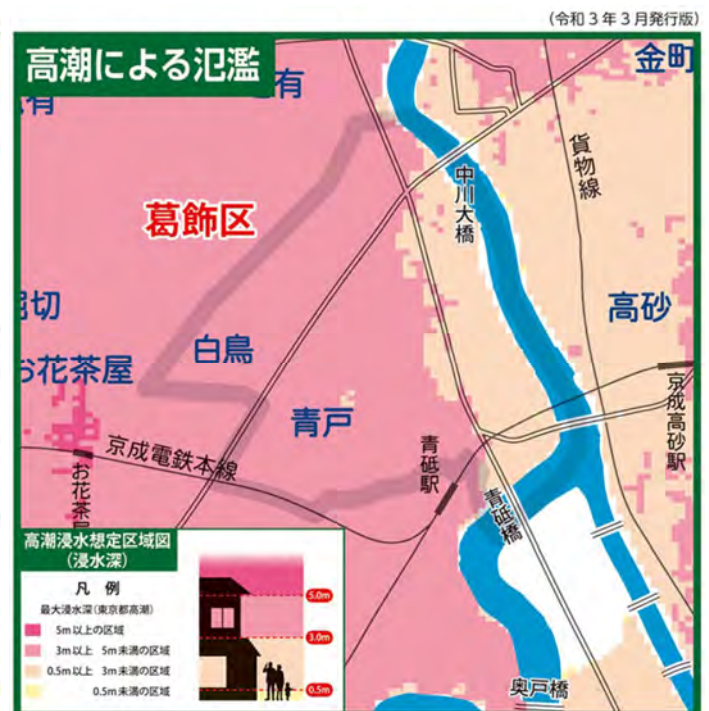 (令和3年3月発行版)
高潮による氾濫
金町
有
有
貨物線
中川大橋
葛飾区
高砂
切
白鳥
お花茶屋
青戸
京成高砂駅
京成電鉄本線
青砥駅
お花茶屋
青砥橋
高潮浸水想定区域図
(浸水深)
凡 例
最大浸水深(東京都高潮)
5m以上の区域
3m以上 5m未満の区域
0.5m以上 3m未満の区域
0.5m未満の区域
5.0m
3.0m
0.5m
奥戸橋